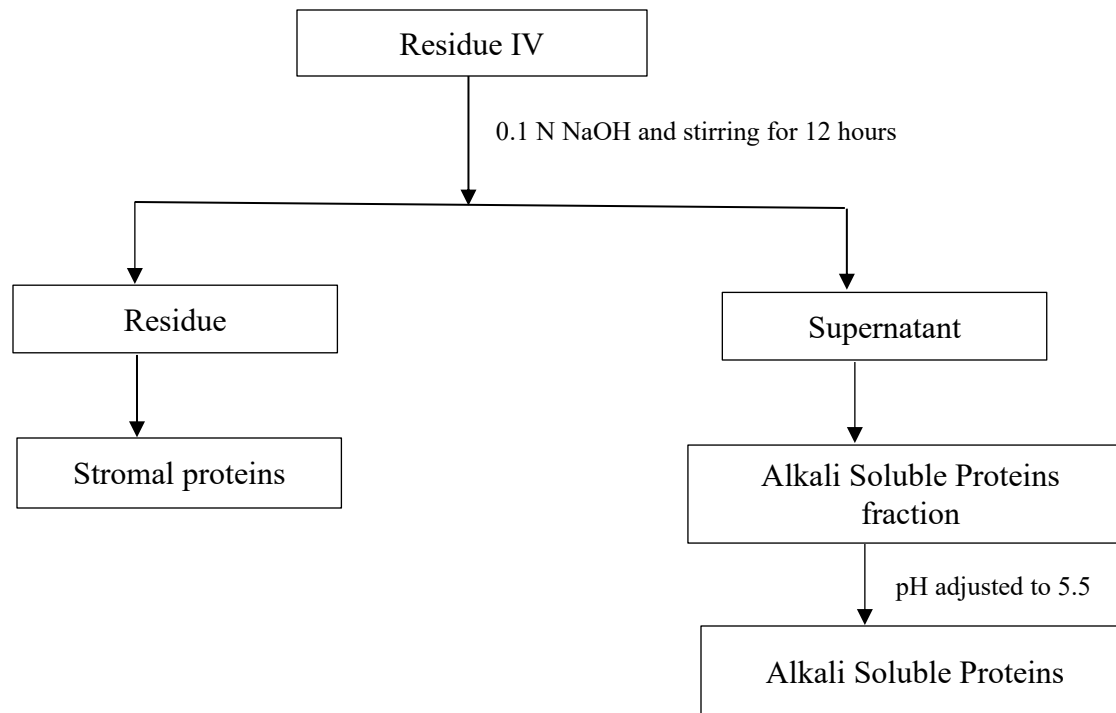 Residue IV
0.1 N NaOH and stirring for 12 hours
Residue
Supernatant
Stromal proteins
Alkali Soluble Proteins
fraction
pH adjusted to 5.5
Alkali Soluble Proteins